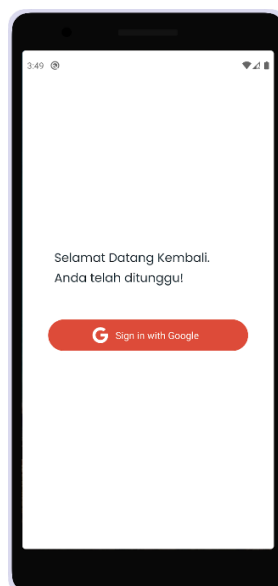 3:49
Selamat Datang Kembali.
Anda telah ditunggu!
G Sign in with Google